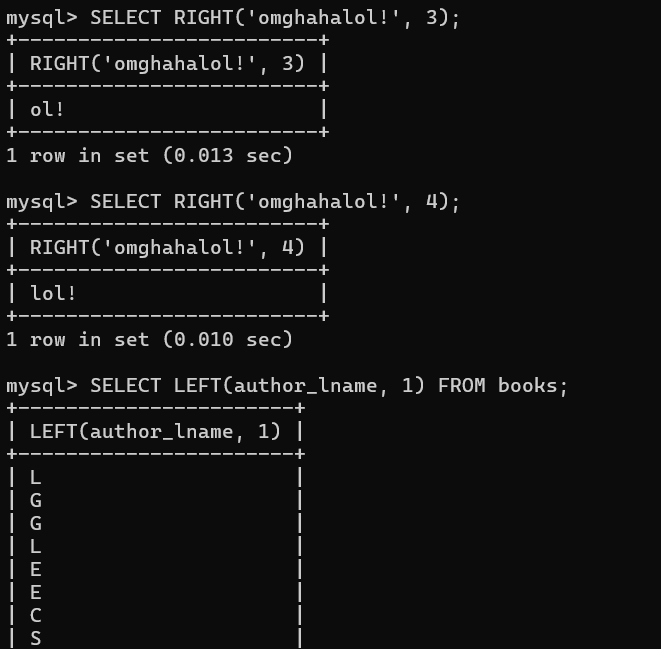 mysql> SELECT RIGHT('omghahalol!', 3);
+-------------------------+
| RIGHT('omghahalol!', 3) |
+-------------------------+
| ol!                     |
+-------------------------+
1 row in set (0.013 sec)

mysql> SELECT RIGHT('omghahalol!', 4);
+-------------------------+
| RIGHT('omghahalol!', 4) |
+-------------------------+
| lol!                    |
+-------------------------+
1 row in set (0.010 sec)

mysql> SELECT LEFT(author_lname, 1) FROM books;
+-----------------------+
| LEFT(author_lname, 1) |
+-----------------------+
| L                     |
| G                     |
| G                     |
| L                     |
| E                     |
| E                     |
| C                     |
| S                     |